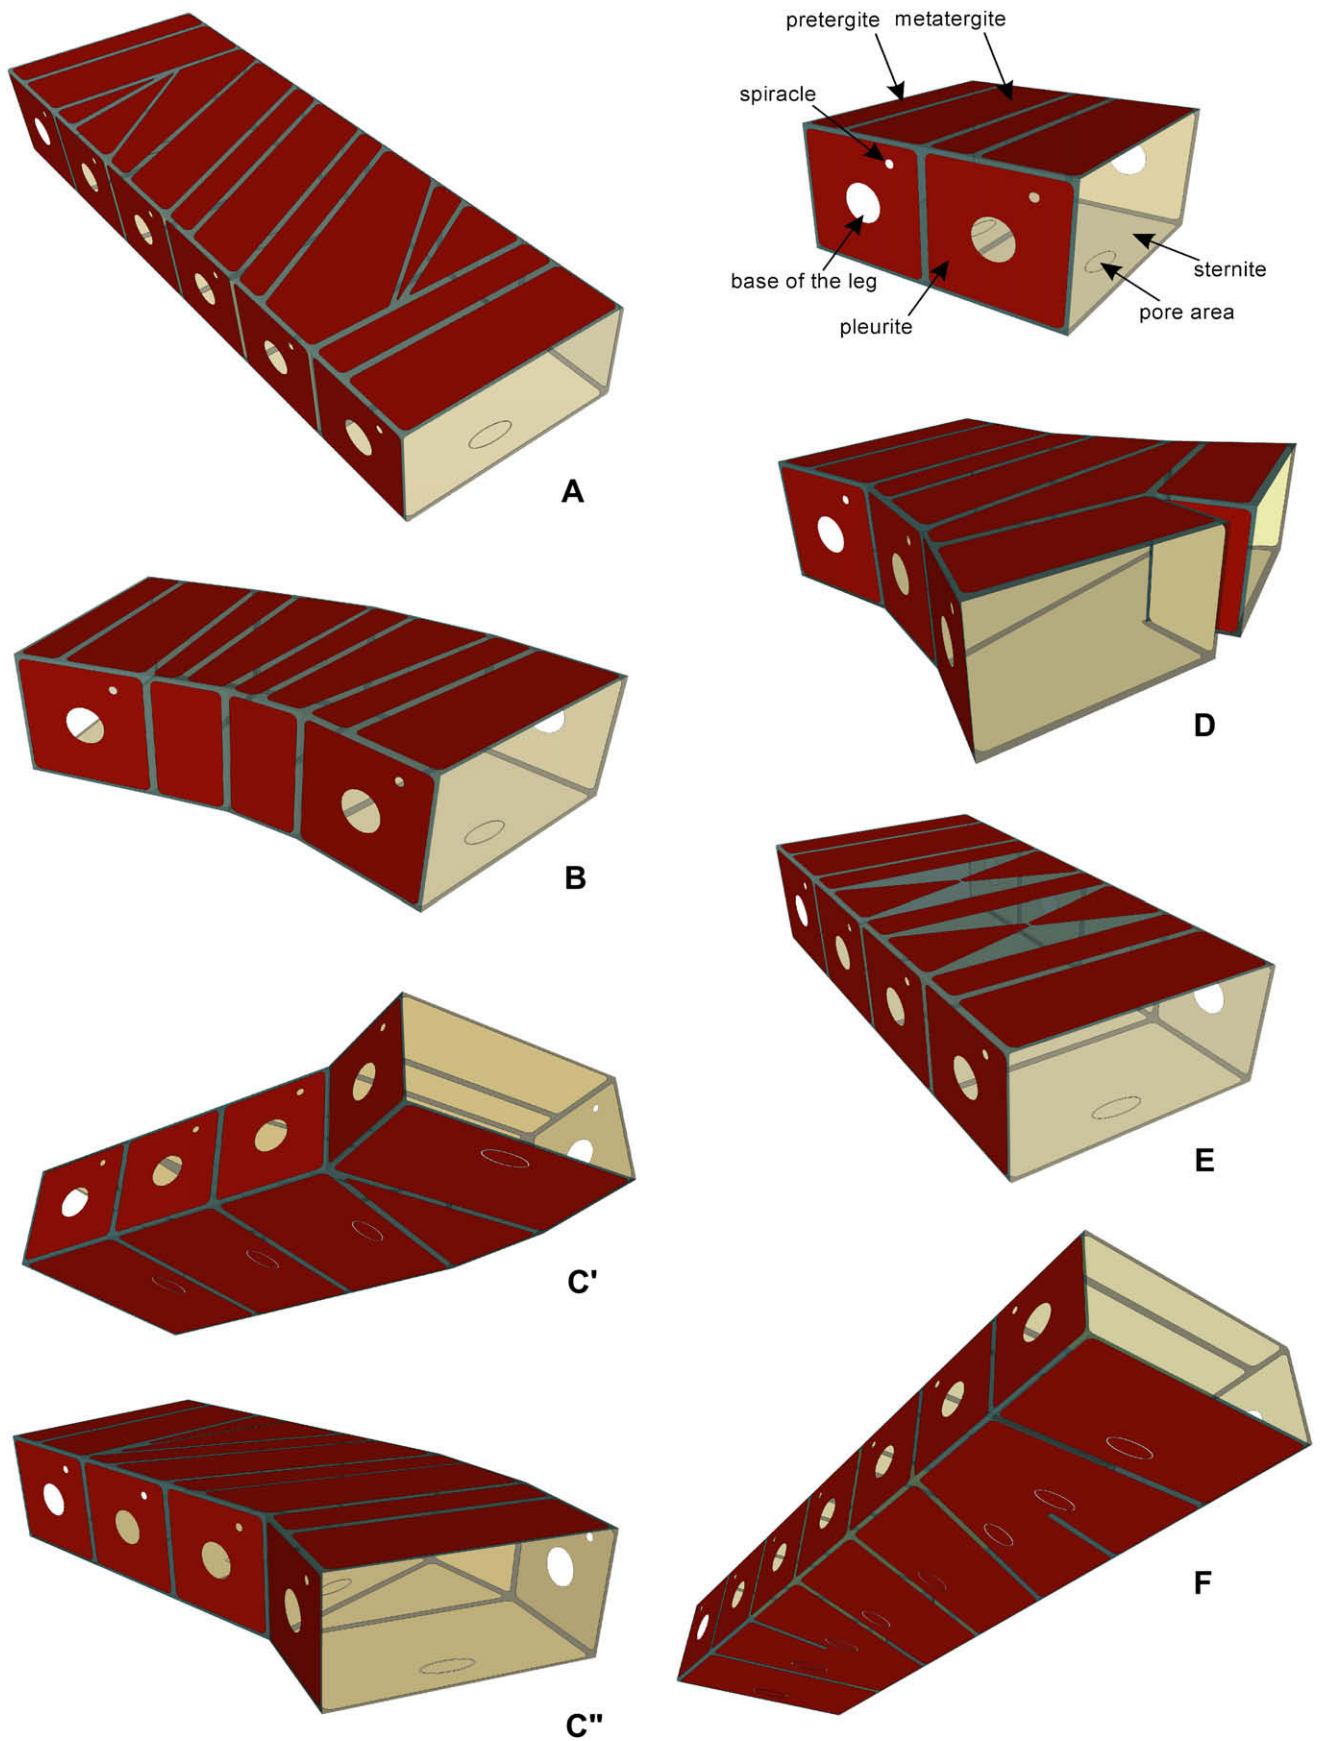 pretergite metatergite
spiracle
base of the leg
sternite
pore area
pleurite
A
D
B
E
C'
F
C"